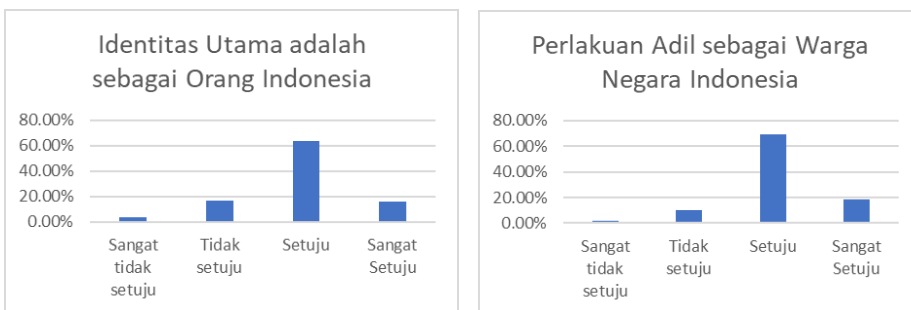 Identitas Utama adalah
sebagai Orang Indonesia
80.00%
60.00%
40.00%
20.00%
0.00%
Sangat
tidak
setuju
Tidak
setuju
Setuju
Sangat
Setuju
Perlakuan Adil sebagai Warga
Negara Indonesia
80.00%
60.00%
40.00%
20.00%
0.00%
Sangat
tidak
setuju
Tidak
setuju
Setuju
Sangat
Setuju